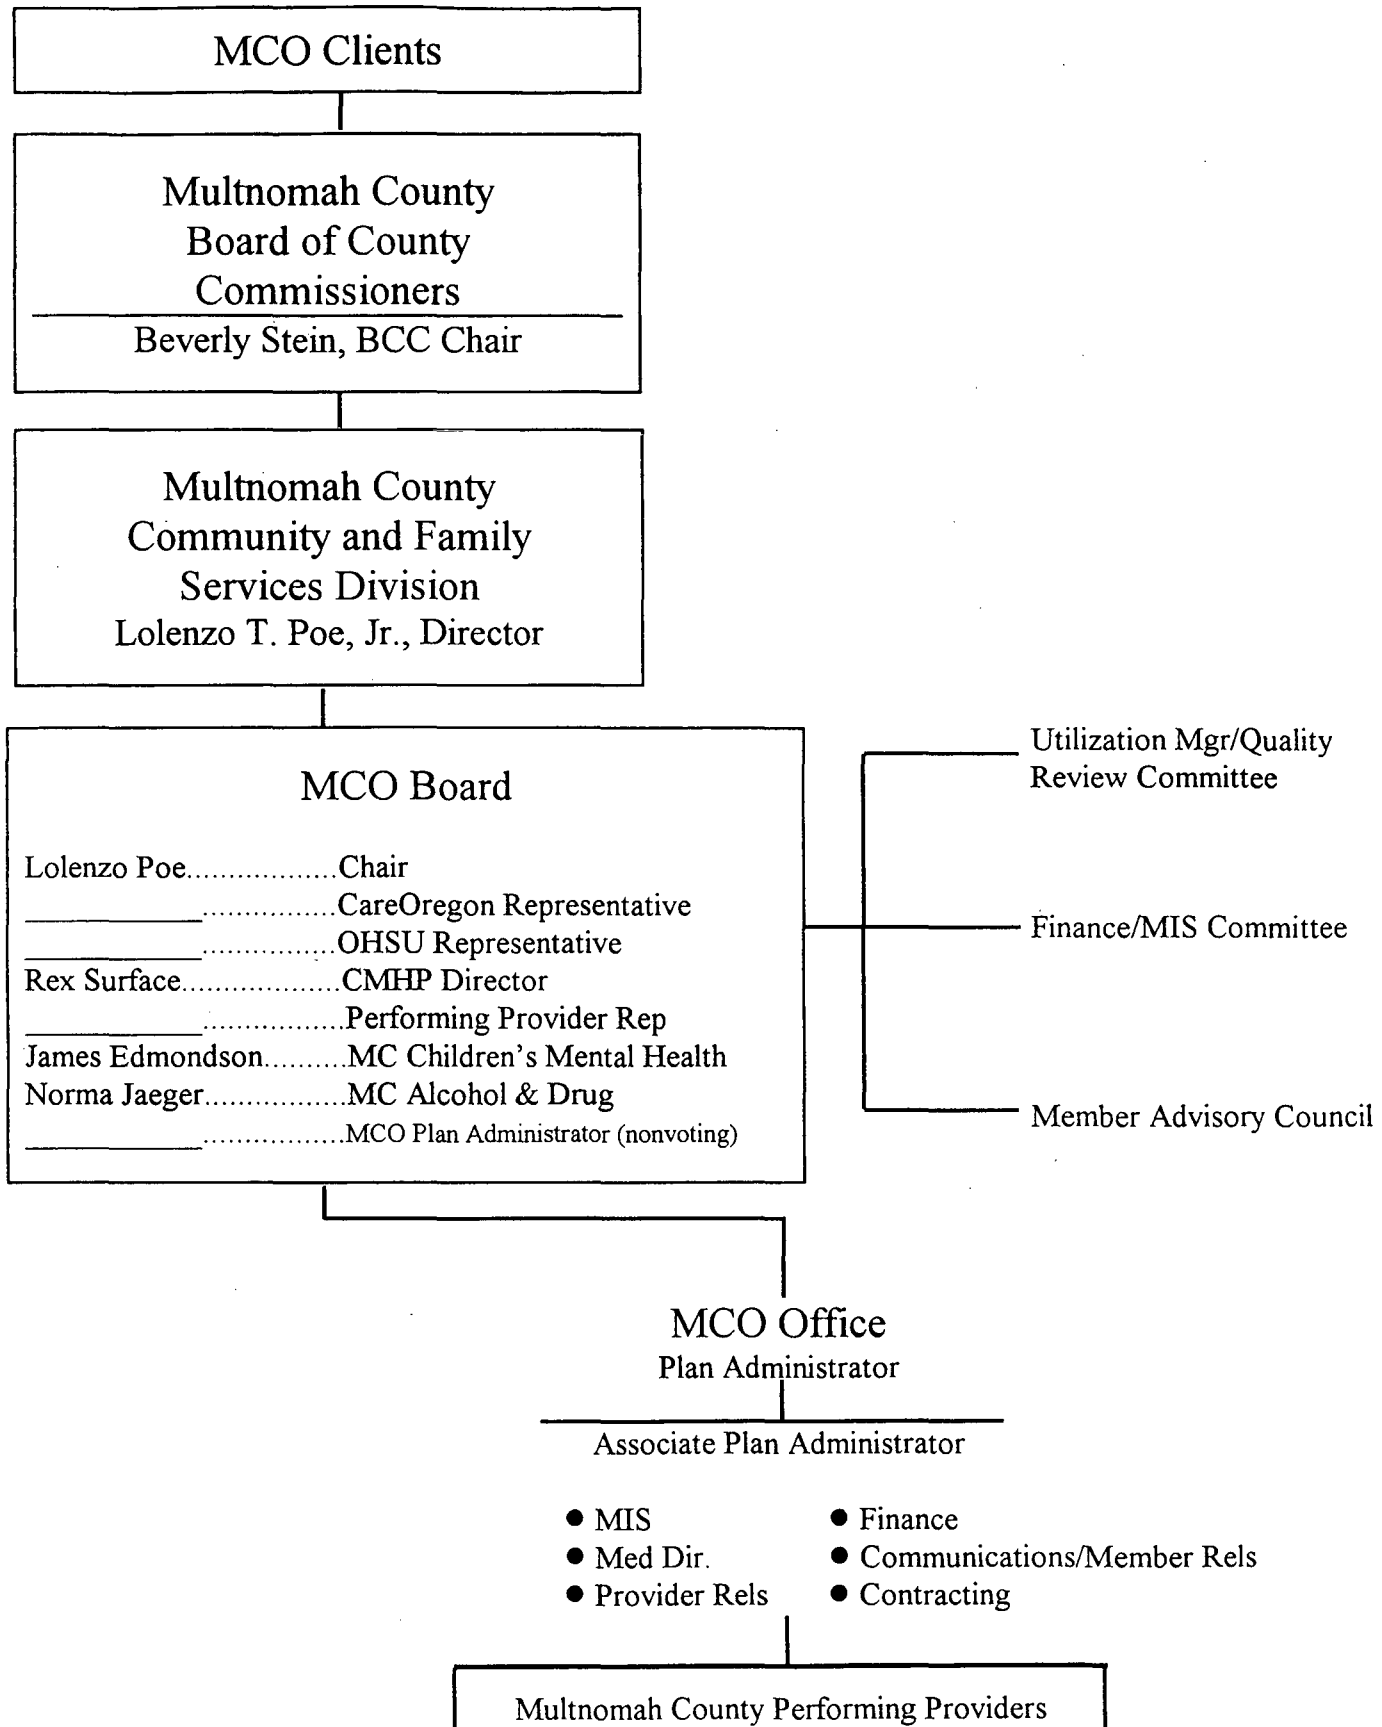 MCO Clients
Multnomah County
Board of County
Commissioners
Beverly Stein, BCC Chair
Multnomah County
Community and Family
Services Division
Lolenzo T. Poe, Jr., Director
MCO Board
Lolenzo Poe..................Chair
____________................CareOregon Representative
____________................OHSU Representative
Rex Surface...................CMHP Director
____________.................Performing Provider Rep
James Edmondson..........MC Children's Mental Health
Norma Jaeger.................MC Alcohol & Drug
____________.................MCO Plan Administrator (nonvoting)
Utilization Mgr/Quality
Review Committee
Finance/MIS Committee
Member Advisory Council
MCO Office
Plan Administrator
Associate Plan Administrator
● MIS
● Med Dir.
● Provider Rels
● Finance
● Communications/Member Rels
● Contracting
Multnomah County Performing Providers